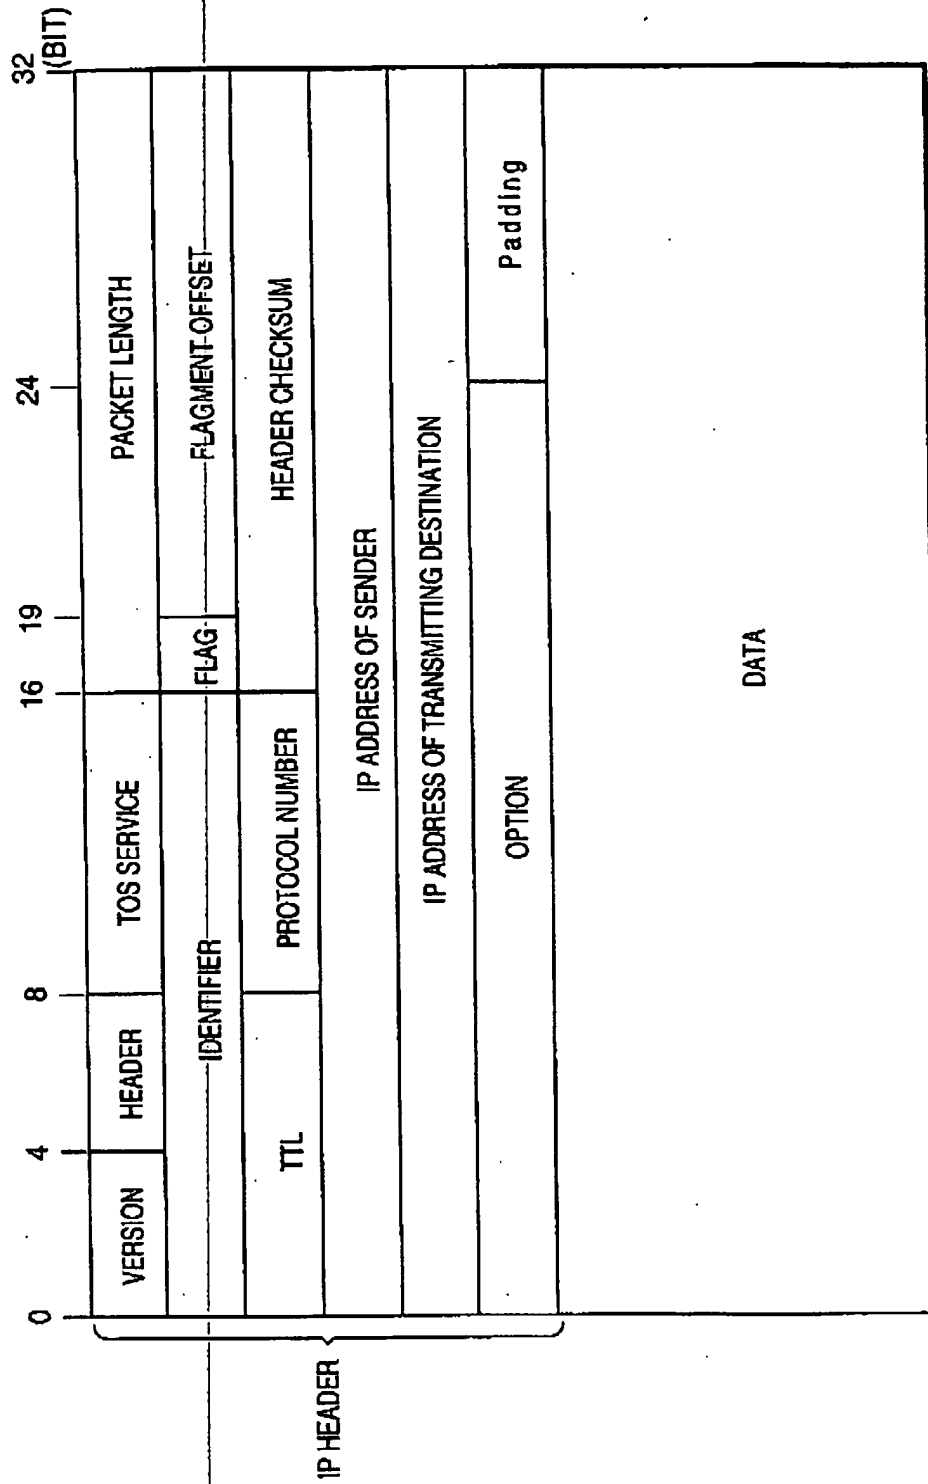 0 4 8 16 19 24 32
(BIT)
VERSION HEADER TOS SERVICE PACKET LENGTH
IDENTIFIER FLAG FLAGMENT OFFSET
TTL PROTOCOL NUMBER HEADER CHECKSUM
IP ADDRESS OF SENDER
IP ADDRESS OF TRANSMITTING DESTINATION
OPTION Padding
IP HEADER
DATA